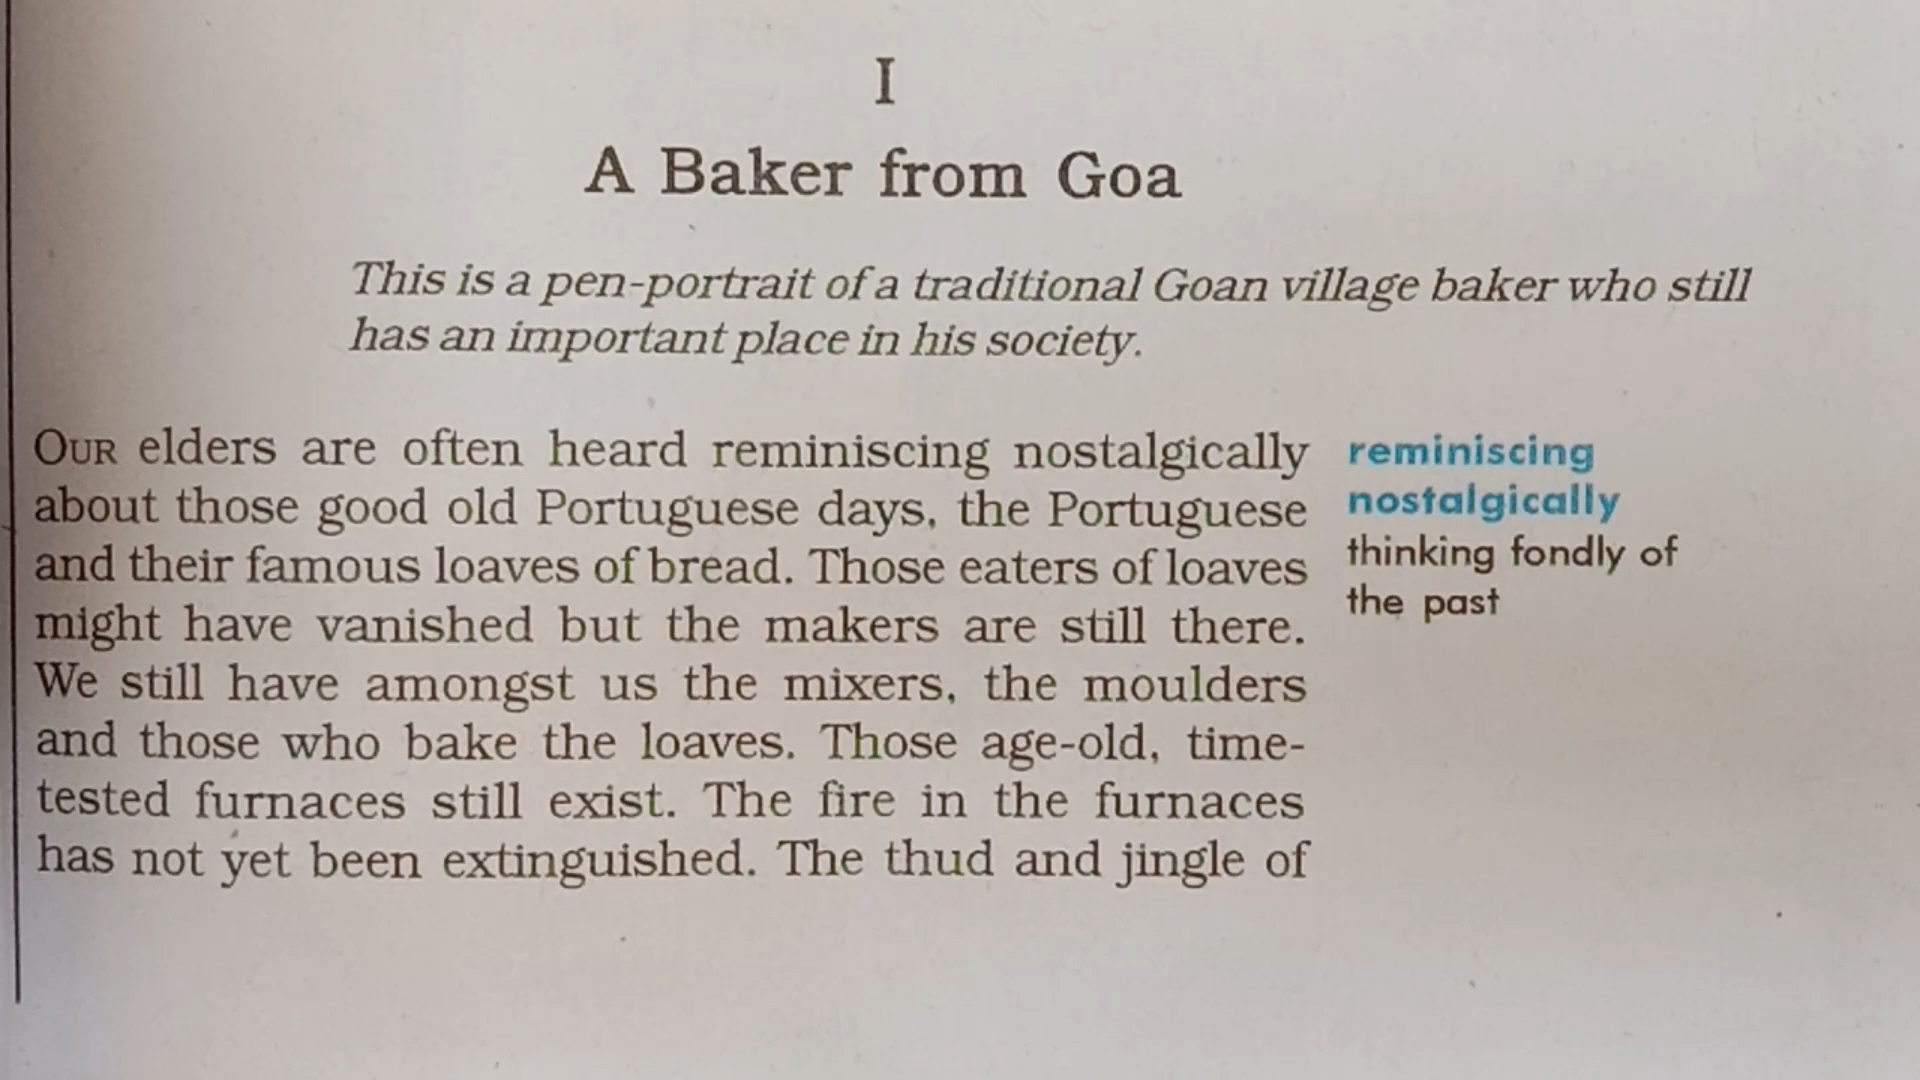 I
A Baker from Goa
This is a pen-portrait of a traditional Goan village baker who still
has an important place in his society.
OUR elders are often heard reminiscing nostalgically
about those good old Portuguese days, the Portuguese
and their famous loaves of bread. Those eaters of loaves
might have vanished but the makers are still there.
We still have amongst us the mixers, the moulders
and those who bake the loaves. Those age-old, time-
tested furnaces still exist. The fire in the furnaces
has not yet been extinguished. The thud and jingle of
reminiscing
nostalgically
thinking fondly of
the past